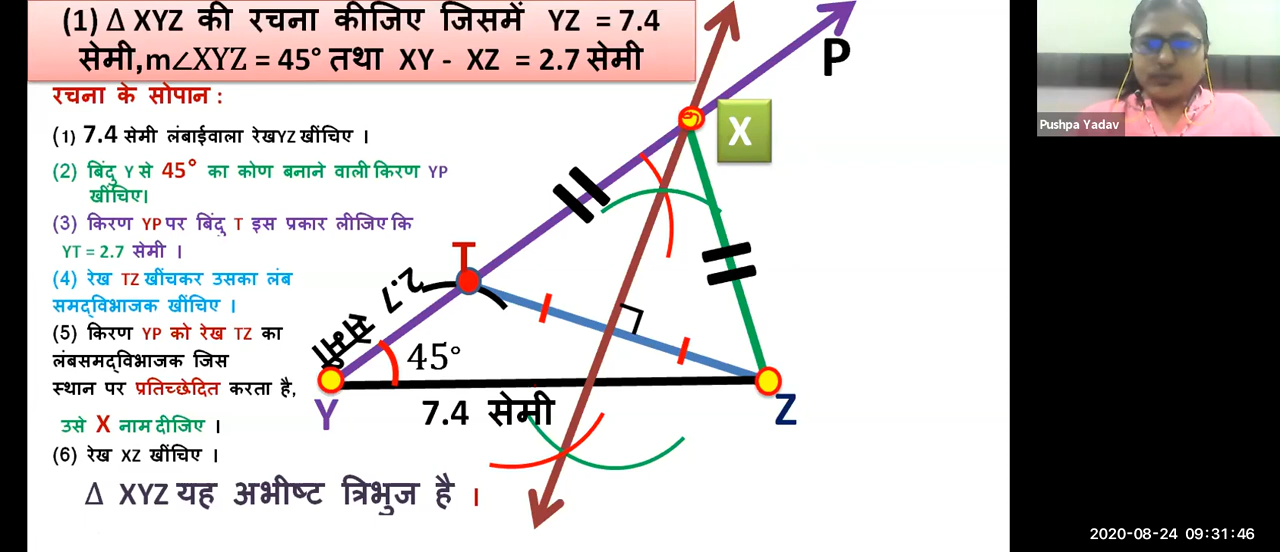 (1) Δ XYZ की रचना कीजिए जिसमें YZ = 7.4
सेमी,m∠XYZ = 45° तथा XY - XZ = 2.7 सेमी
रचना के सोपान :
(1) 7.4 सेमी लंबाईवाला रेखYZ खींचिए ।
(2) बिंदु Y से 45° का कोण बनाने वाली किरण YP
खींचिए।
(3) किरण YP पर बिंदु T इस प्रकार लीजिए कि
YT = 2.7 सेमी ।
(4) रेख TZ खींचकर उसका लंब
समद्विभाजक खींचिए ।
(5) किरण YP को रेख TZ का
लंबसमद्विभाजक जिस
स्थान पर प्रतिच्छेदित करता है,
उसे X नाम दीजिए ।
(6) रेख XZ खींचिए ।
Δ XYZ यह अभीष्ट त्रिभुज है ।
P
X
T
2.7 सेमी
45°
Y
7.4 सेमी
Z
Pushpa Yadav
2020-08-24 09:31:46